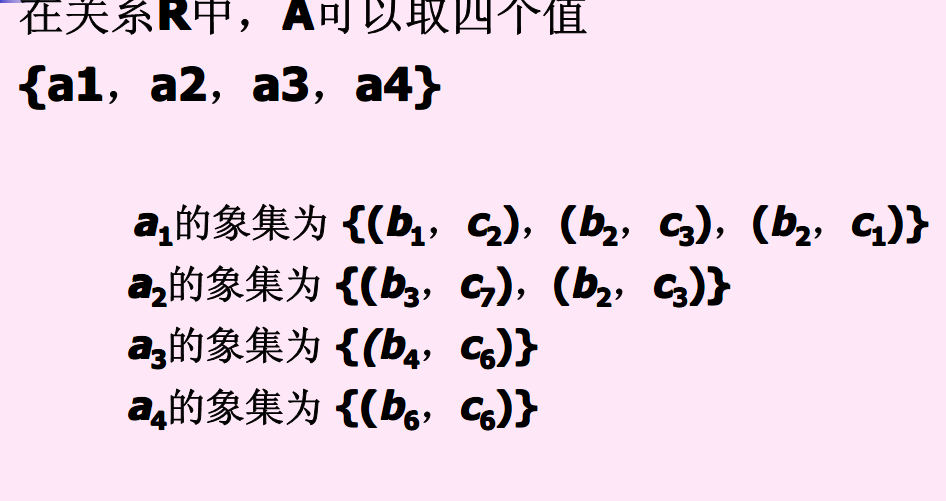 在关系R中，A可以取四个值
{a1，a2，a3，a4}
a1的象集为 {(b1，c2)，(b2，c3)，(b2，c1)}
a2的象集为 {(b3，c7)，(b2，c3)}
a3的象集为 {(b4，c6)}
a4的象集为 {(b6，c6)}